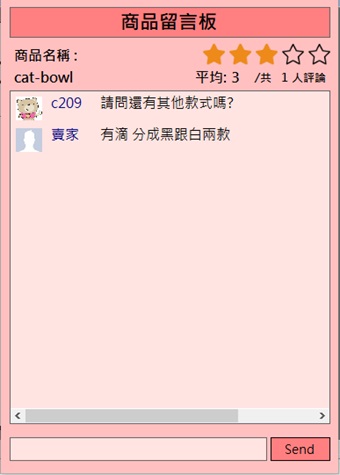 商品留言板
商品名稱 :
cat-bowl
平均: 3 /共 1 人評論
c209 請問還有其他款式嗎?
賣家 有滴 分成黑跟白兩款
Send